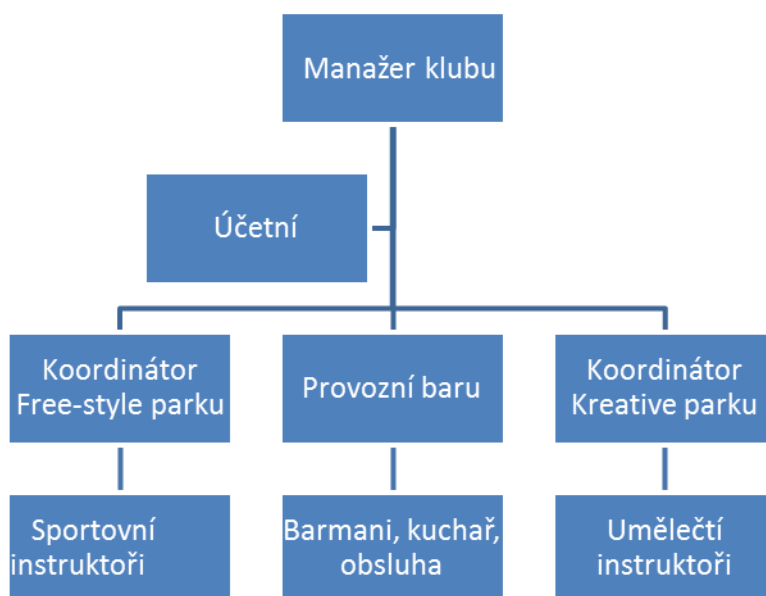 Manažer klubu
Účetní
Koordinátor
Free-style parku
Provozní baru
Koordinátor
Kreative parku
Sportovní
instruktoři
Barmani, kuchař,
obsluha
Umělečtí
instruktoři